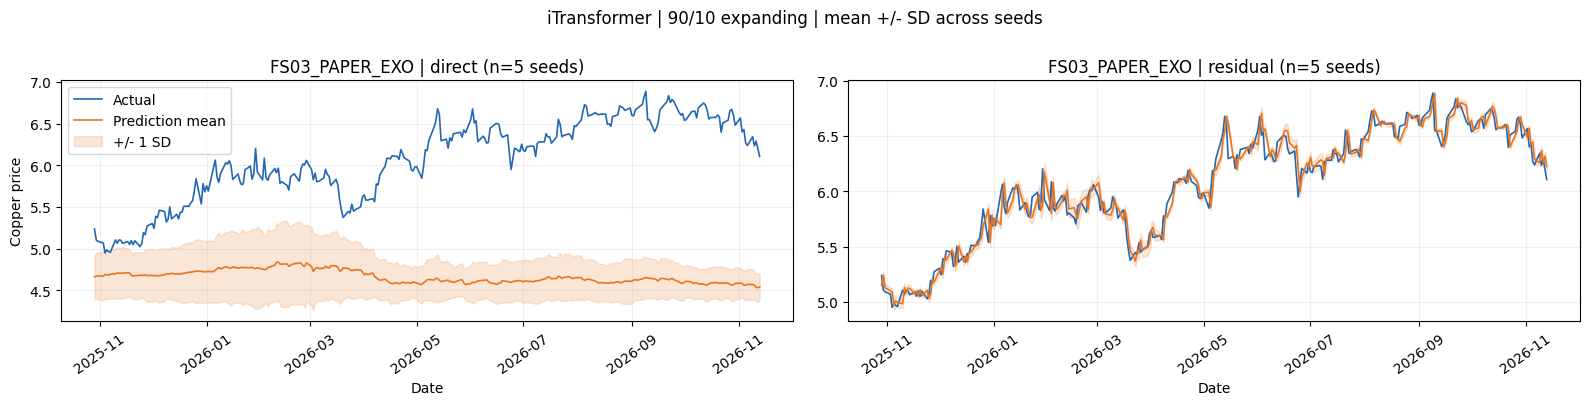 iTransformer | 90/10 expanding | mean +/- SD across seeds
FS03_PAPER_EXO | direct (n=5 seeds)
Copper price
7.0
6.5
6.0
5.5
5.0
4.5
Actual
Prediction mean
+/- 1 SD
2025-11
2026-01
2026-03
2026-05
2026-07
2026-09
2026-11
Date
FS03_PAPER_EXO | residual (n=5 seeds)
7.0
6.5
6.0
5.5
5.0
2025-11
2026-01
2026-03
2026-05
2026-07
2026-09
2026-11
Date